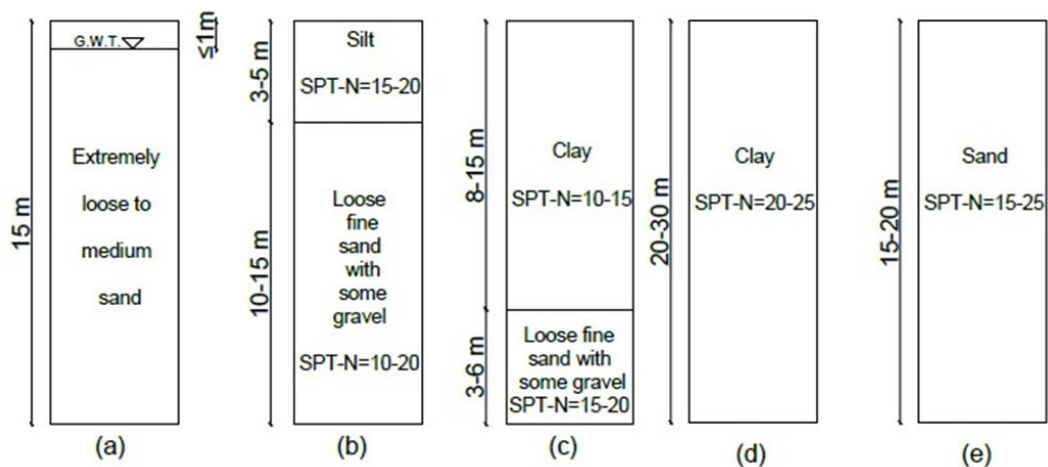 G.W.T.
≤1m
15 m
Extremely
loose to
medium
sand
(a)
3-5 m
Silt
SPT-N=15-20
10-15 m
Loose
fine
sand
with
some
gravel
SPT-N=10-20
(b)
8-15 m
Clay
SPT-N=10-15
3-6 m
Loose fine
sand with
some gravel
SPT-N=15-20
(c)
20-30 m
Clay
SPT-N=20-25
(d)
15-20 m
Sand
SPT-N=15-25
(e)